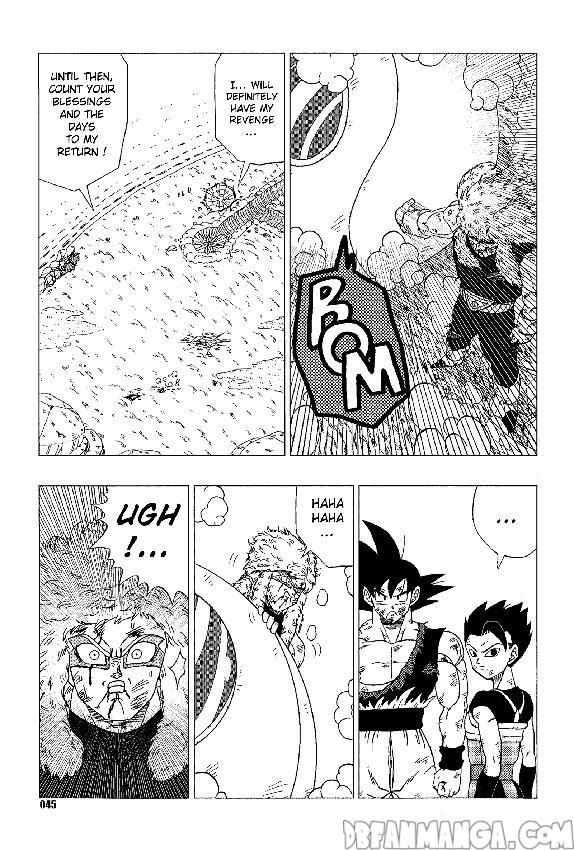 UNTIL THEN,
COUNT YOUR
BLESSINGS
AND THE
DAYS
TO MY
RETURN !
I... WILL
DEFINITELY
HAVE MY
REVENGE
...
ROM
UGH
!...
HAHA
HAHA
...
...
045
DBFANMANGA.COM